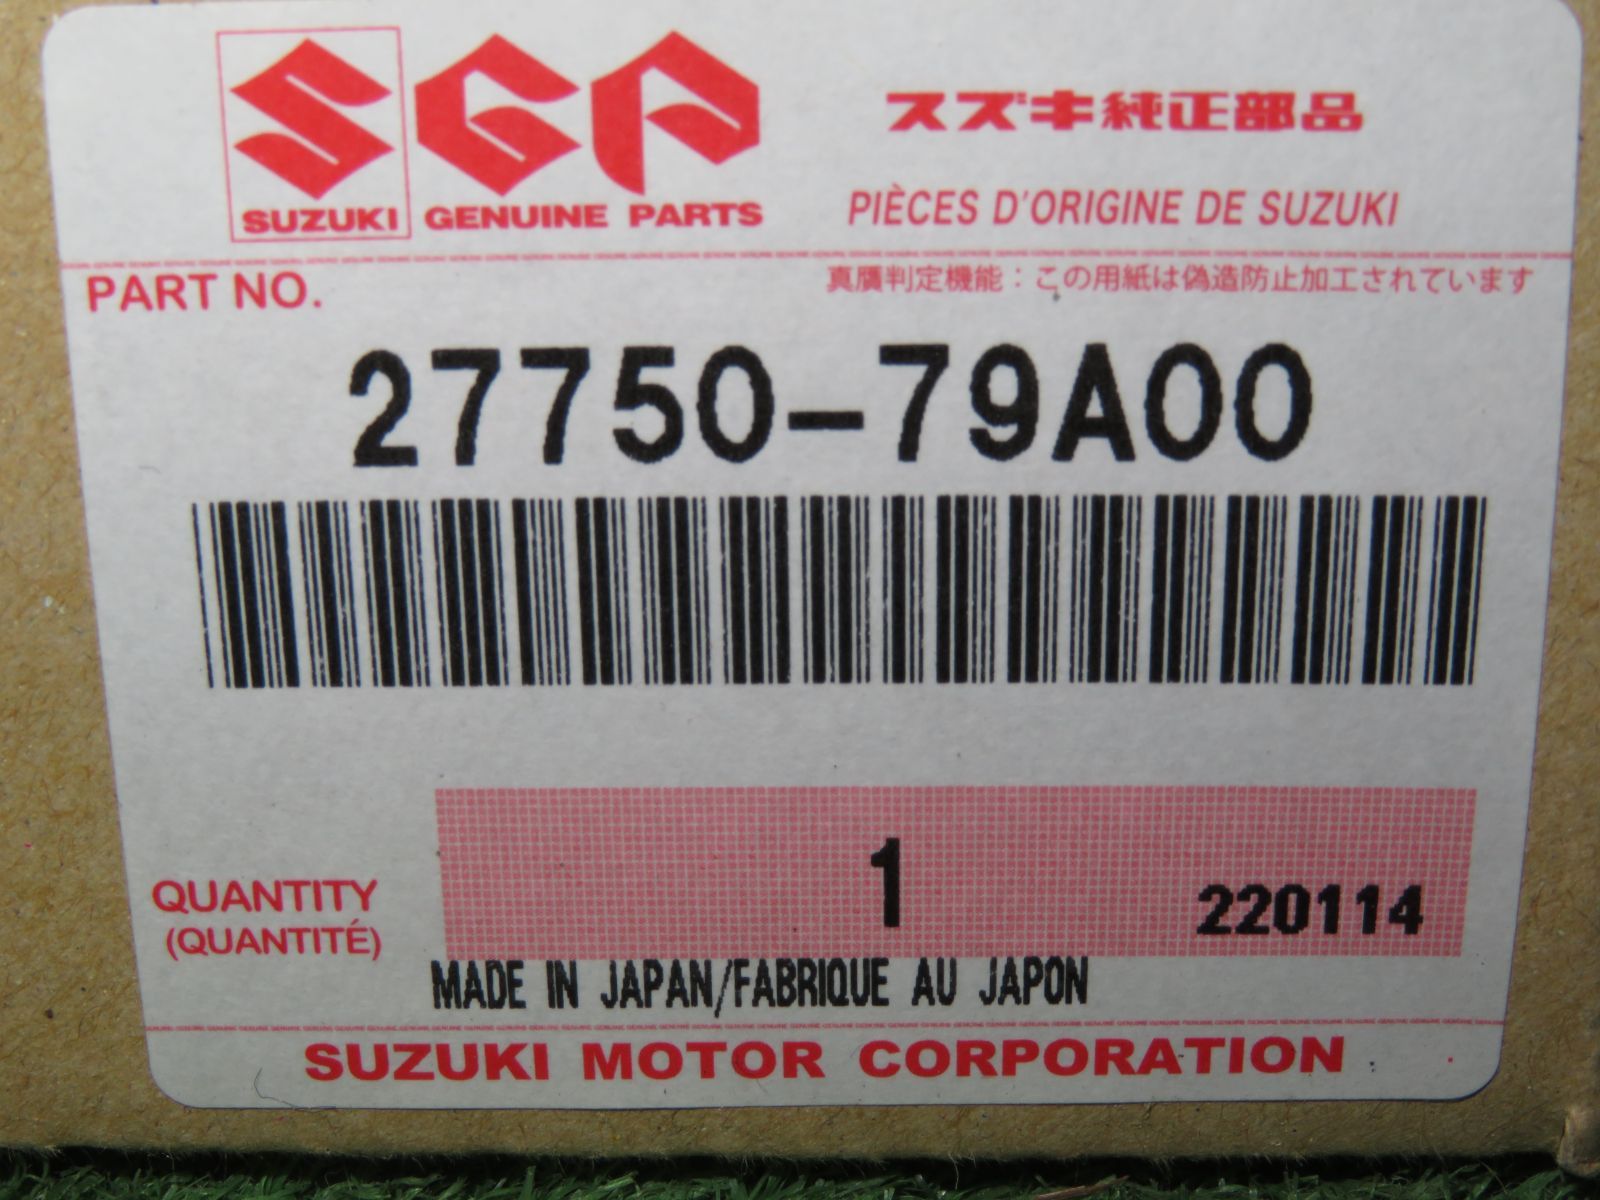 SGP
スズキ純正部品
SUZUKI GENUINE PARTS
PIÈCES D'ORIGINE DE SUZUKI
PART NO.
真贋判定機能：この用紙は偽造防止加工されています
27750-79A00
QUANTITY
(QUANTITÉ)
1
220114
MADE IN JAPAN/FABRIQUE AU JAPON
SUZUKI MOTOR CORPORATION